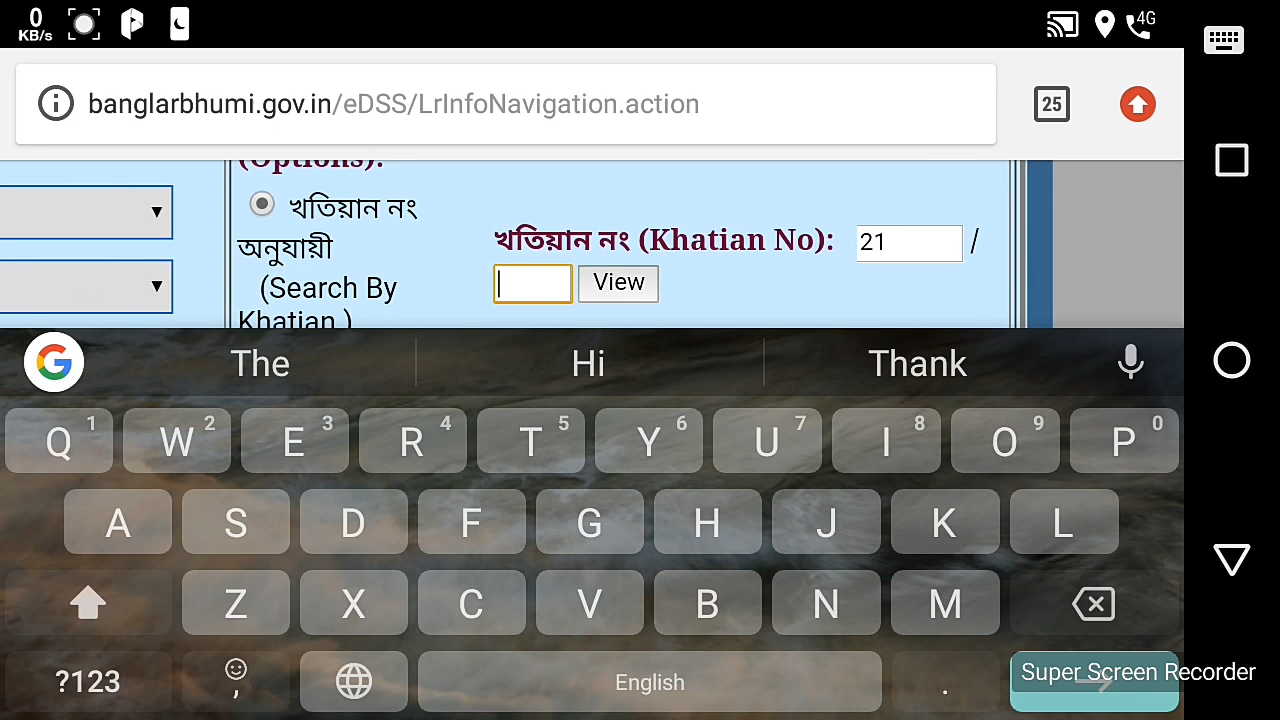 0
KB/s
4G
banglarbhumi.gov.in/eDSS/LrInfoNavigation.action
25
(Options):
খতিয়ান নং
অনুযায়ী
(Search By
Khatian )
খতিয়ান নং (Khatian No): 21 /
View
G The Hi Thank
Q 1 W 2 E 3 R 4 T 5 Y 6 U 7 I 8 O 9 P 0
A S D F G H J K L
Z X C V B N M
?123 , English .
Super Screen Recorder